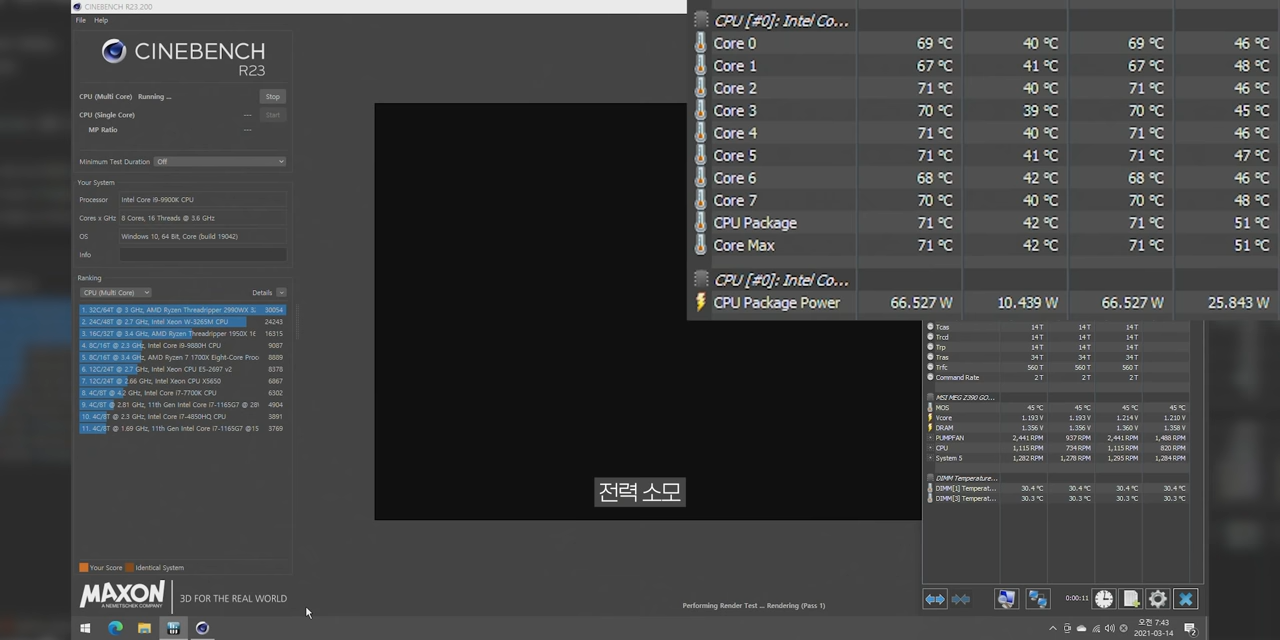 CINEBENCH R23.200
File Help
CINEBENCH
R23
CPU (Multi Core) Running ... Stop
CPU (Single Core) --- Start
MP Ratio ---
Minimum Test Duration Off
Your System
Processor Intel Core i9-9900K CPU
Cores x GHz 8 Cores, 16 Threads @ 3.6 GHz
OS Windows 10, 64 Bit, Core (build 19042)
Info
Ranking
CPU (Multi Core) Details
1. 32C/64T @ 3 GHz, AMD Ryzen Threadripper 2990WX 3. 30054
2. 24C/48T @ 2.7 GHz, Intel Xeon W-3265M CPU 24243
3. 16C/32T @ 3.4 GHz, AMD Ryzen Threadripper 1950X 16 16315
4. 8C/16T @ 2.3 GHz, Intel Core i9-9880H CPU 9087
5. 8C/16T @ 3.4 GHz, AMD Ryzen 7 1700X Eight-Core Proc 8889
6. 12C/24T @ 2.7 GHz, Intel Xeon CPU E5-2697 v2 8378
7. 12C/24T @ 2.66 GHz, Intel Xeon CPU X5650 6867
8. 4C/8T @ 4.2 GHz, Intel Core i7-7700K CPU 6302
9. 4C/8T @ 2.81 GHz, 11th Gen Intel Core i7-1165G7 @ 28 4904
10. 4C/8T @ 2.3 GHz, Intel Core i7-4850HQ CPU 3891
11. 4C/8T @ 1.69 GHz, 11th Gen Intel Core i7-1165G7 @15 3769
Your Score Identical System
MAXON
A NEMETSCHEK COMPANY
3D FOR THE REAL WORLD
전력 소모
Performing Render Test ... Rendering (Pass 1)
CPU [#0]: Intel Co...
Core 0 69 ℃ 40 ℃ 69 ℃ 46 ℃
Core 1 67 ℃ 41 ℃ 67 ℃ 48 ℃
Core 2 71 ℃ 40 ℃ 71 ℃ 46 ℃
Core 3 70 ℃ 39 ℃ 70 ℃ 45 ℃
Core 4 71 ℃ 40 ℃ 71 ℃ 46 ℃
Core 5 71 ℃ 41 ℃ 71 ℃ 47 ℃
Core 6 68 ℃ 42 ℃ 68 ℃ 46 ℃
Core 7 70 ℃ 40 ℃ 70 ℃ 48 ℃
CPU Package 71 ℃ 42 ℃ 71 ℃ 51 ℃
Core Max 71 ℃ 42 ℃ 71 ℃ 51 ℃
CPU [#0]: Intel Co...
CPU Package Power 66.527 W 10.439 W 66.527 W 25.843 W
Tcas 14 T 14 T 14 T
Trcd 14 T 14 T 14 T
Trp 14 T 14 T 14 T
Tras 34 T 34 T 34 T
Trfc 560 T 560 T 560 T
Command Rate 2 T 2 T 2 T
MSI MEG Z390 GO...
MOS 45 ℃ 45 ℃ 45 ℃ 45 ℃
Vcore 1.193 V 1.193 V 1.214 V 1.210 V
DRAM 1.356 V 1.356 V 1.360 V 1.358 V
PUMPFAN 2,441 RPM 937 RPM 2,441 RPM 1,488 RPM
CPU 1,115 RPM 734 RPM 1,115 RPM 820 RPM
System 5 1,282 RPM 1,278 RPM 1,295 RPM 1,284 RPM
DIMM Temperature...
DIMM[1] Temperat... 30.4 ℃ 30.4 ℃ 30.4 ℃ 30.4 ℃
DIMM[3] Temperat... 30.3 ℃ 30.3 ℃ 30.3 ℃ 30.3 ℃
0:00:11
오전 7:43
2021-03-14
2